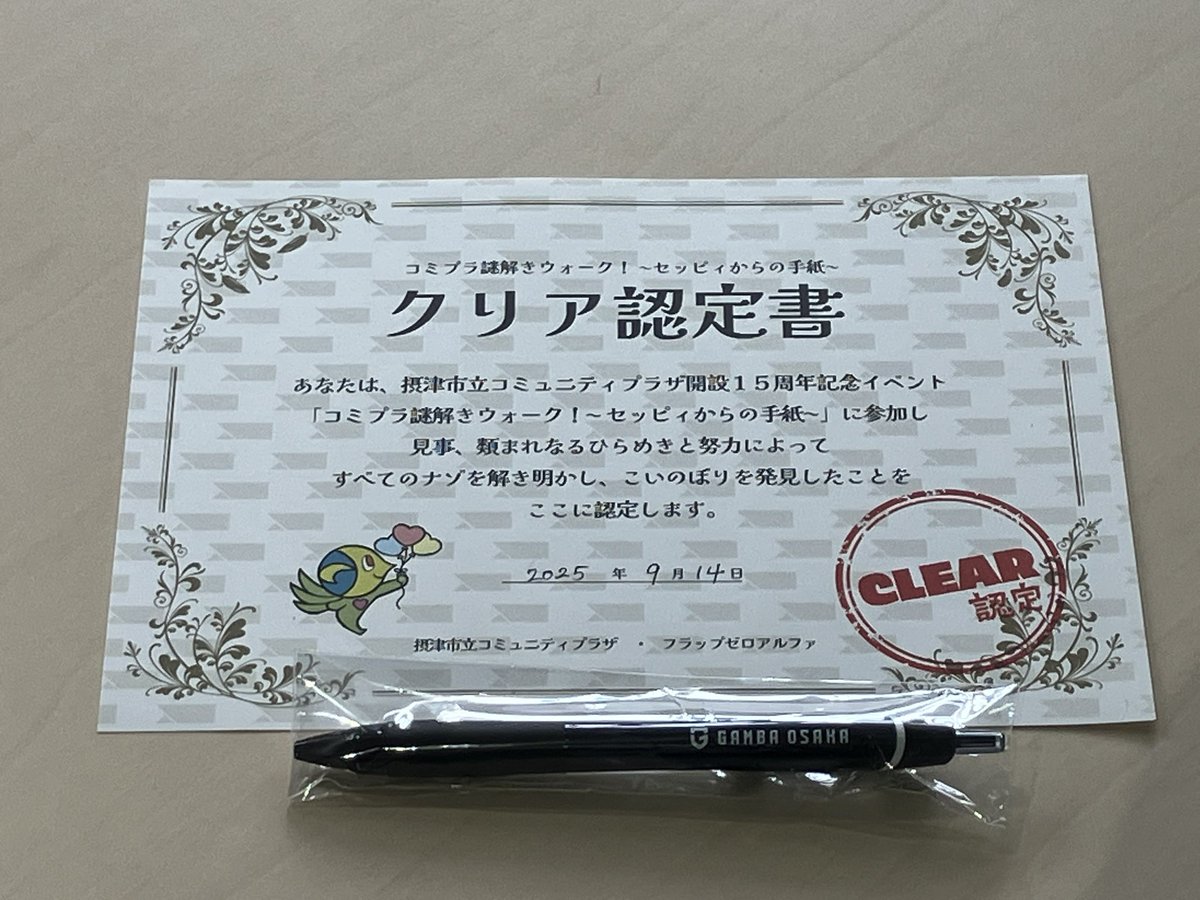 コミプラ謎解きウォーク！~セッピィからの手紙~
クリア認定書
あなたは、摂津市立コミュニティプラザ開設１５周年記念イベント
「コミプラ謎解きウォーク！~セッピィからの手紙~」に参加し
見事、類まれなるひらめきと努力によって
すべてのナゾを解き明かし、こいのぼりを発見したことを
ここに認定します。
2025 年 9 月 14 日
CLEAR
認定
摂津市立コミュニティプラザ ・ フラップゼロアルファ
GAMBA OSAKA